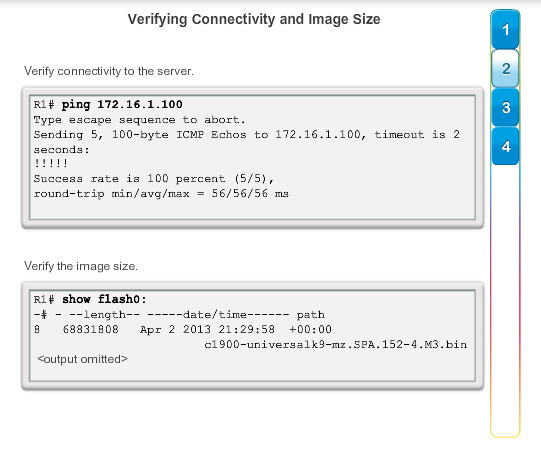 Verifying Connectivity and Image Size
1
2
3
4
Verify connectivity to the server.
R1# ping 172.16.1.100
Type escape sequence to abort.
Sending 5, 100-byte ICMP Echos to 172.16.1.100, timeout is 2
seconds:
!!!!!
Success rate is 100 percent (5/5),
round-trip min/avg/max = 56/56/56 ms
Verify the image size.
R1# show flash0:
-# - --length-- -----date/time------ path
8 68831808 Apr 2 2013 21:29:58 +00:00
c1900-universalk9-mz.SPA.152-4.M3.bin
<output omitted>